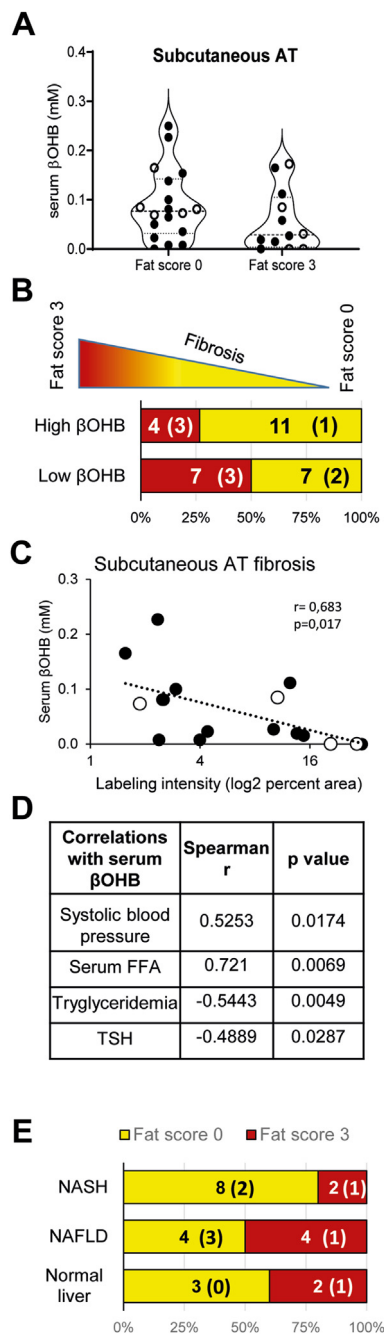 A
Subcutaneous AT
serum βOHB (mM)
0.4
0.3
0.2
0.1
0.0
Fat score 0
Fat score 3
B
Fat score 3
Fibrosis
Fat score 0
High βOHB
4 (3)
11 (1)
Low βOHB
7 (3)
7 (2)
0% 25% 50% 75% 100%
C
Subcutaneous AT fibrosis
Serum βOHB (mM)
0.3
0.2
0.1
0.0
r= 0,683
p=0,017
1 4 16
Labeling intensity (log2 percent area)
D
Correlations
with serum
βOHB
Spearman
r
p value
Systolic blood
pressure
0.5253
0.0174
Serum FFA
0.721
0.0069
Tryglyceridemia
-0.5443
0.0049
TSH
-0.4889
0.0287
E
Fat score 0
Fat score 3
NASH
8 (2)
2 (1)
NAFLD
4 (3)
4 (1)
Normal
liver
3 (0)
2 (1)
0% 25% 50% 75% 100%